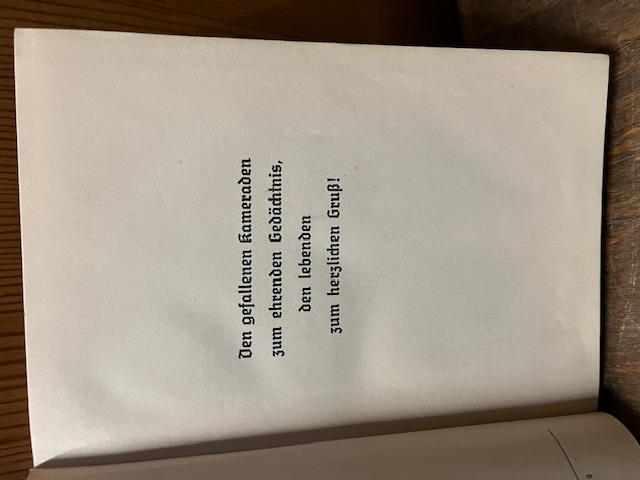 Den gefallenen Kameraden
zum ehrenden Gedächtnis,
den lebenden
zum herzlichen Gruß!